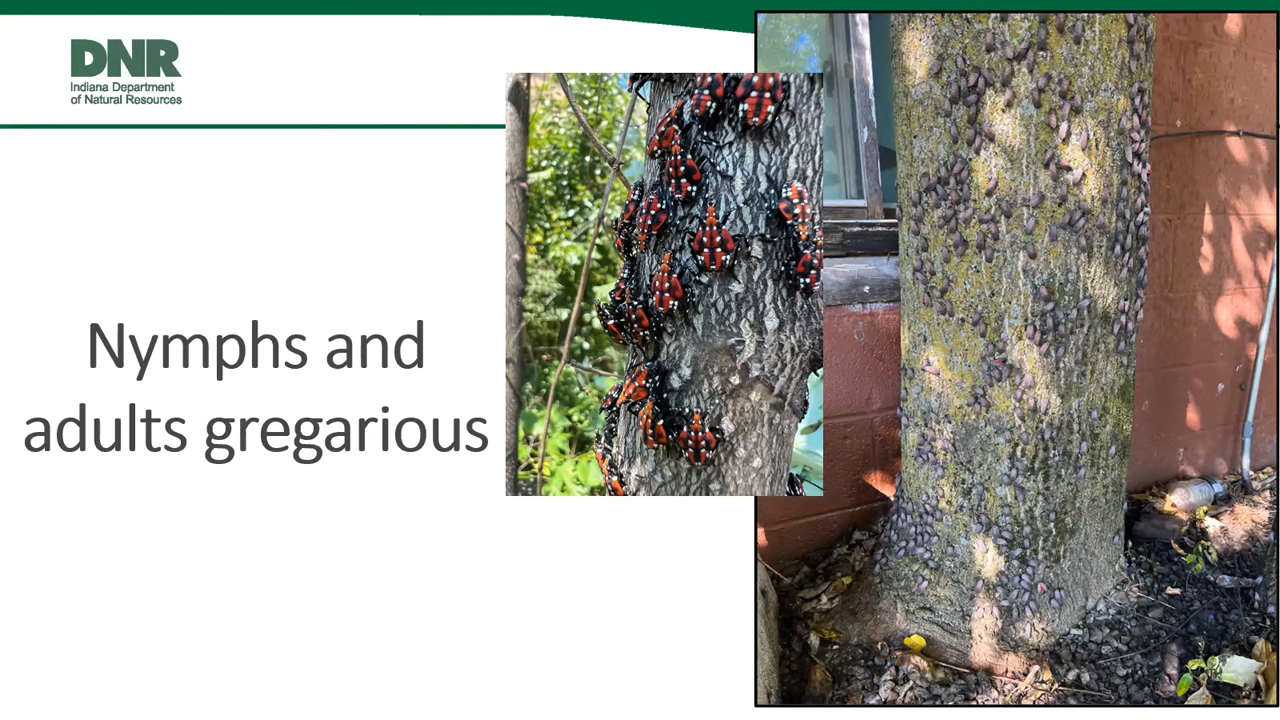 DNR
Indiana Department
of Natural Resources
Nymphs and
adults gregarious